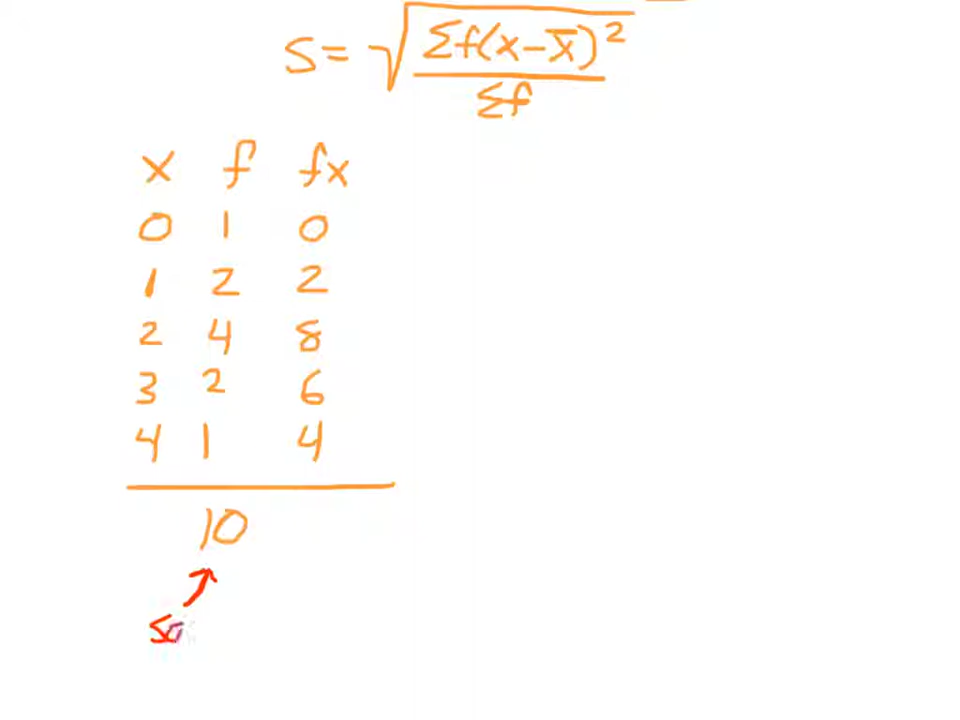 S = √(Σf(x-x̄)²/Σf)
x f fx
0 1 0
1 2 2
2 4 8
3 2 6
4 1 4
10